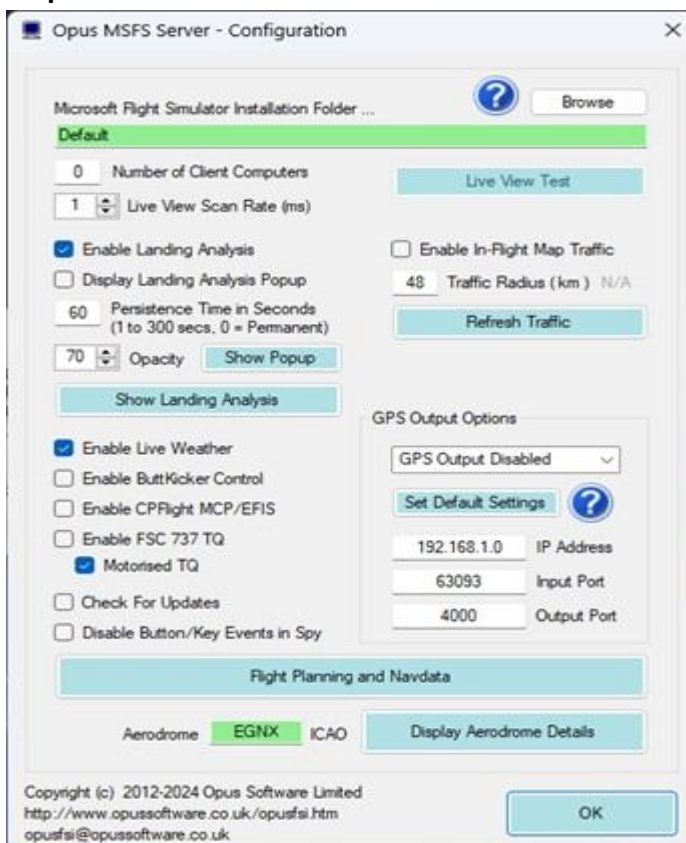 Opus MSFS Server - Configuration
Microsoft Flight Simulator Installation Folder ...
Browse
Default
0 Number of Client Computers
Live View Test
1 Live View Scan Rate (ms)
Enable Landing Analysis
Enable In-Flight Map Traffic
Display Landing Analysis Popup
48 Traffic Radius ( km ) N/A
60 Persistence Time in Seconds
(1 to 300 secs, 0 = Permanent)
Refresh Traffic
70 Opacity Show Popup
Show Landing Analysis
GPS Output Options
Enable Live Weather
GPS Output Disabled
Enable ButtKicker Control
Enable CPFlight MCP/EFIS
Set Default Settings
Enable FSC 737 TQ
192.168.1.0 IP Address
Motorised TQ
63093 Input Port
Check For Updates
4000 Output Port
Disable Button/Key Events in Spy
Flight Planning and Navdata
Aerodrome EGNX ICAO Display Aerodrome Details
Copyright (c) 2012-2024 Opus Software Limited
http://www.opussoftware.co.uk/opusfsi.htm
OK
opusfsi@opussoftware.co.uk